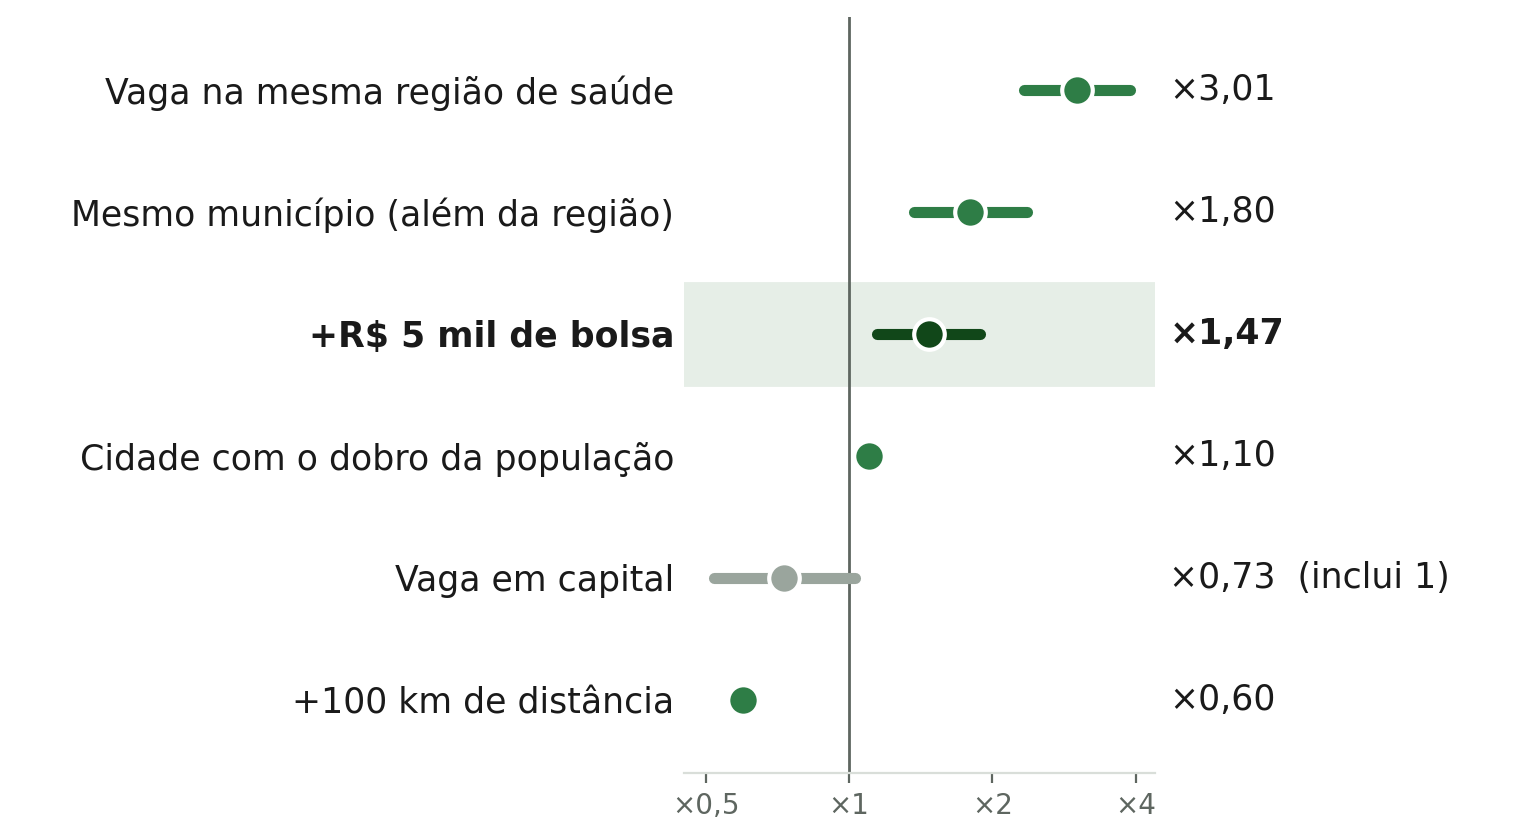 Vaga na mesma região de saúde ×3,01
Mesmo município (além da região) ×1,80
+R$ 5 mil de bolsa ×1,47
Cidade com o dobro da população ×1,10
Vaga em capital ×0,73 (inclui 1)
+100 km de distância ×0,60
×0,5 ×1 ×2 ×4